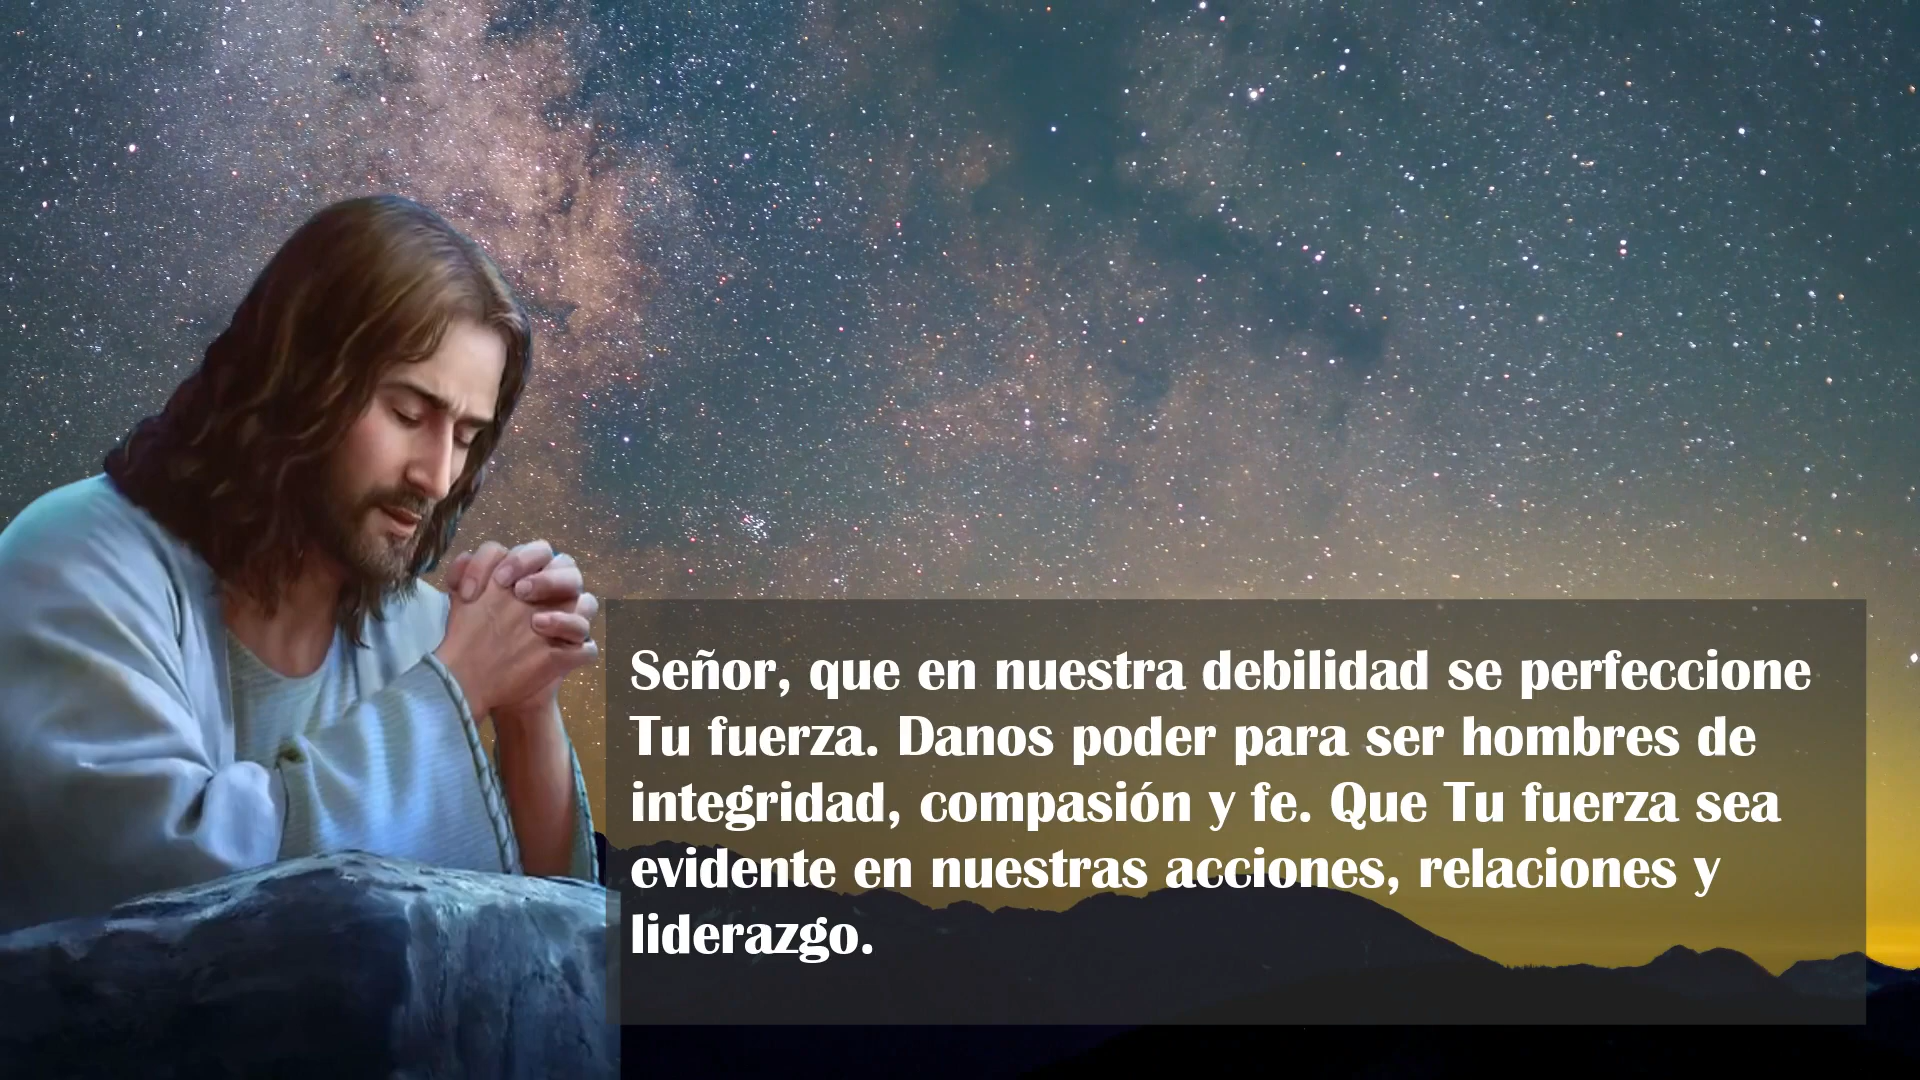 Señor, que en nuestra debilidad se perfeccione
Tu fuerza. Danos poder para ser hombres de
integridad, compasión y fe. Que Tu fuerza sea
evidente en nuestras acciones, relaciones y
liderazgo.